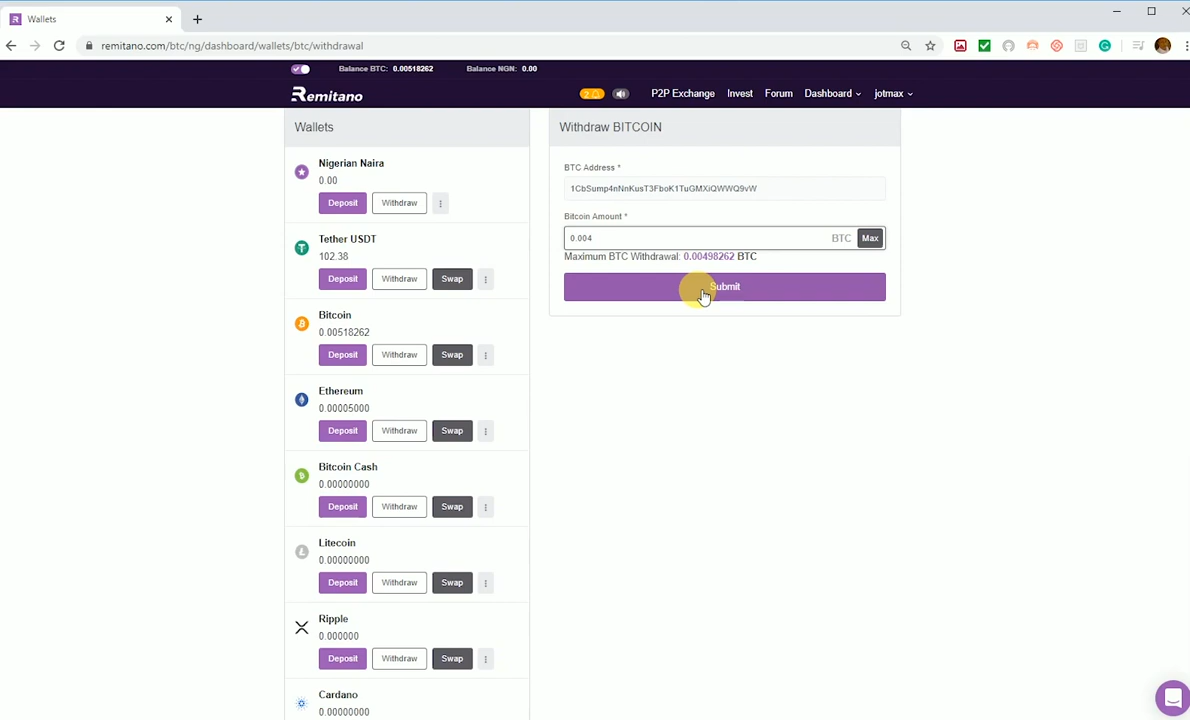 Wallets
remitano.com/btc/ng/dashboard/wallets/btc/withdrawal
Balance BTC: 0.00518262 Balance NGN: 0.00
Remitano
2 P2P Exchange Invest Forum Dashboard jotmax
Wallets
Nigerian Naira
0.00
Deposit Withdraw
Tether USDT
102.38
Deposit Withdraw Swap
Bitcoin
0.00518262
Deposit Withdraw Swap
Ethereum
0.00005000
Deposit Withdraw Swap
Bitcoin Cash
0.00000000
Deposit Withdraw Swap
Litecoin
0.00000000
Deposit Withdraw Swap
Ripple
0.000000
Deposit Withdraw Swap
Cardano
0.00000000
Withdraw BITCOIN
BTC Address *
1CbSump4nNnKusT3FboK1TuGMXiQWWQ9vW
Bitcoin Amount *
0.004 BTC Max
Maximum BTC Withdrawal: 0.00498262 BTC
Submit